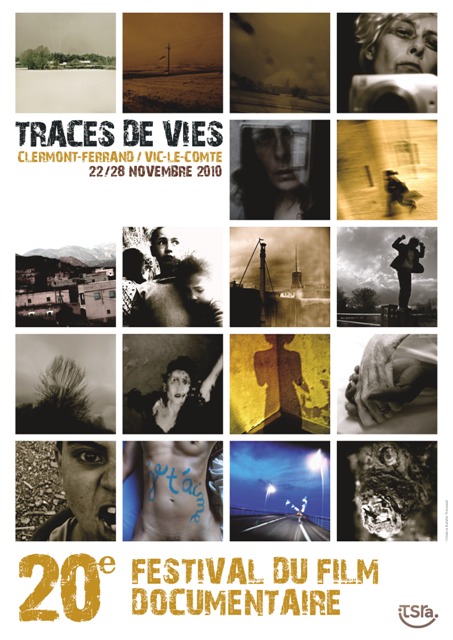 TRACES DE VIES
CLERMONT-FERRAND / VIC-LE-COMTE
22/28 NOVEMBRE 2010
je t'aime
20e FESTIVAL DU FILM
DOCUMENTAIRE
iTSra.